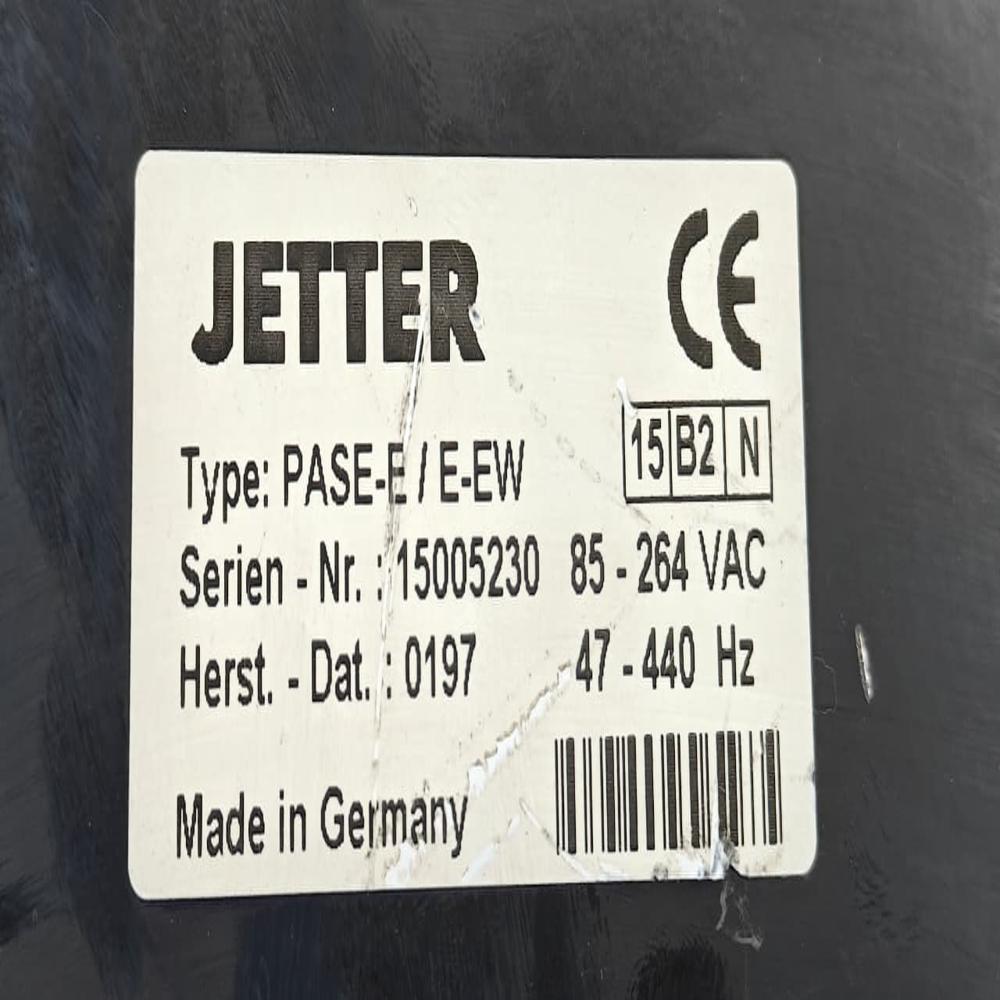 JETTER CE
15 B2 N
Type: PASE-E / E-EW
Serien - Nr. : 15005230 85 - 264 VAC
Herst. - Dat. : 0197 47 - 440 Hz
Made in Germany